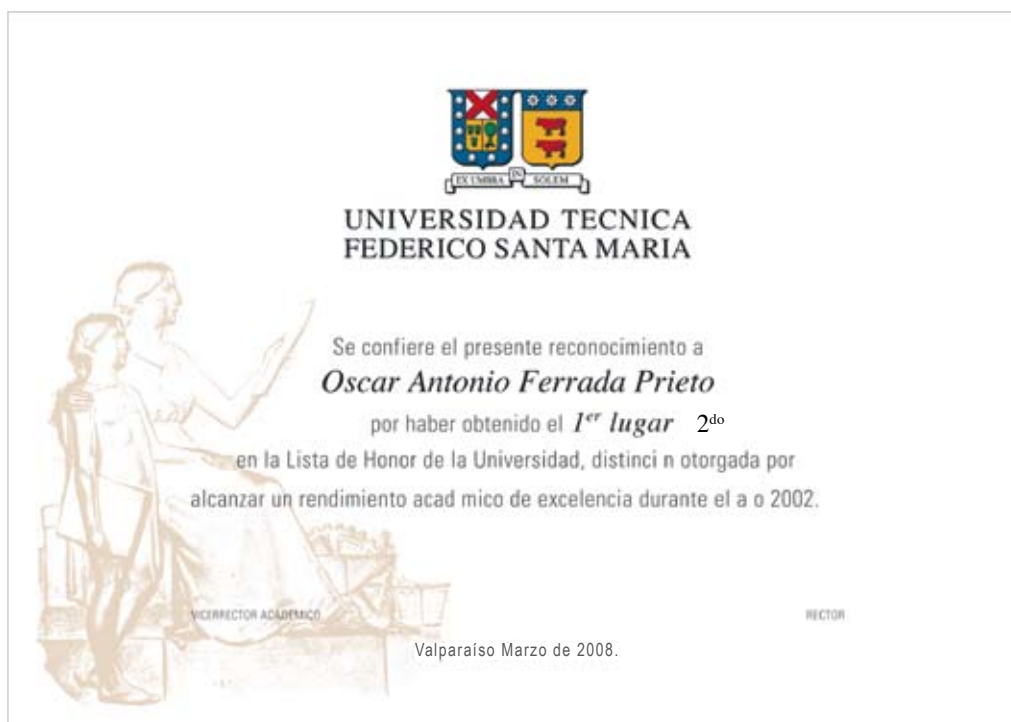 EX UMBRA IN SOLEM
UNIVERSIDAD TECNICA
FEDERICO SANTA MARIA
Se confiere el presente reconocimiento a
Oscar Antonio Ferrada Prieto
por haber obtenido el 1er lugar 2do
en la Lista de Honor de la Universidad, distinci n otorgada por
alcanzar un rendimiento acad mico de excelencia durante el a o 2002.
VICERRECTOR ACADEMICO RECTOR
Valparaíso Marzo de 2008.